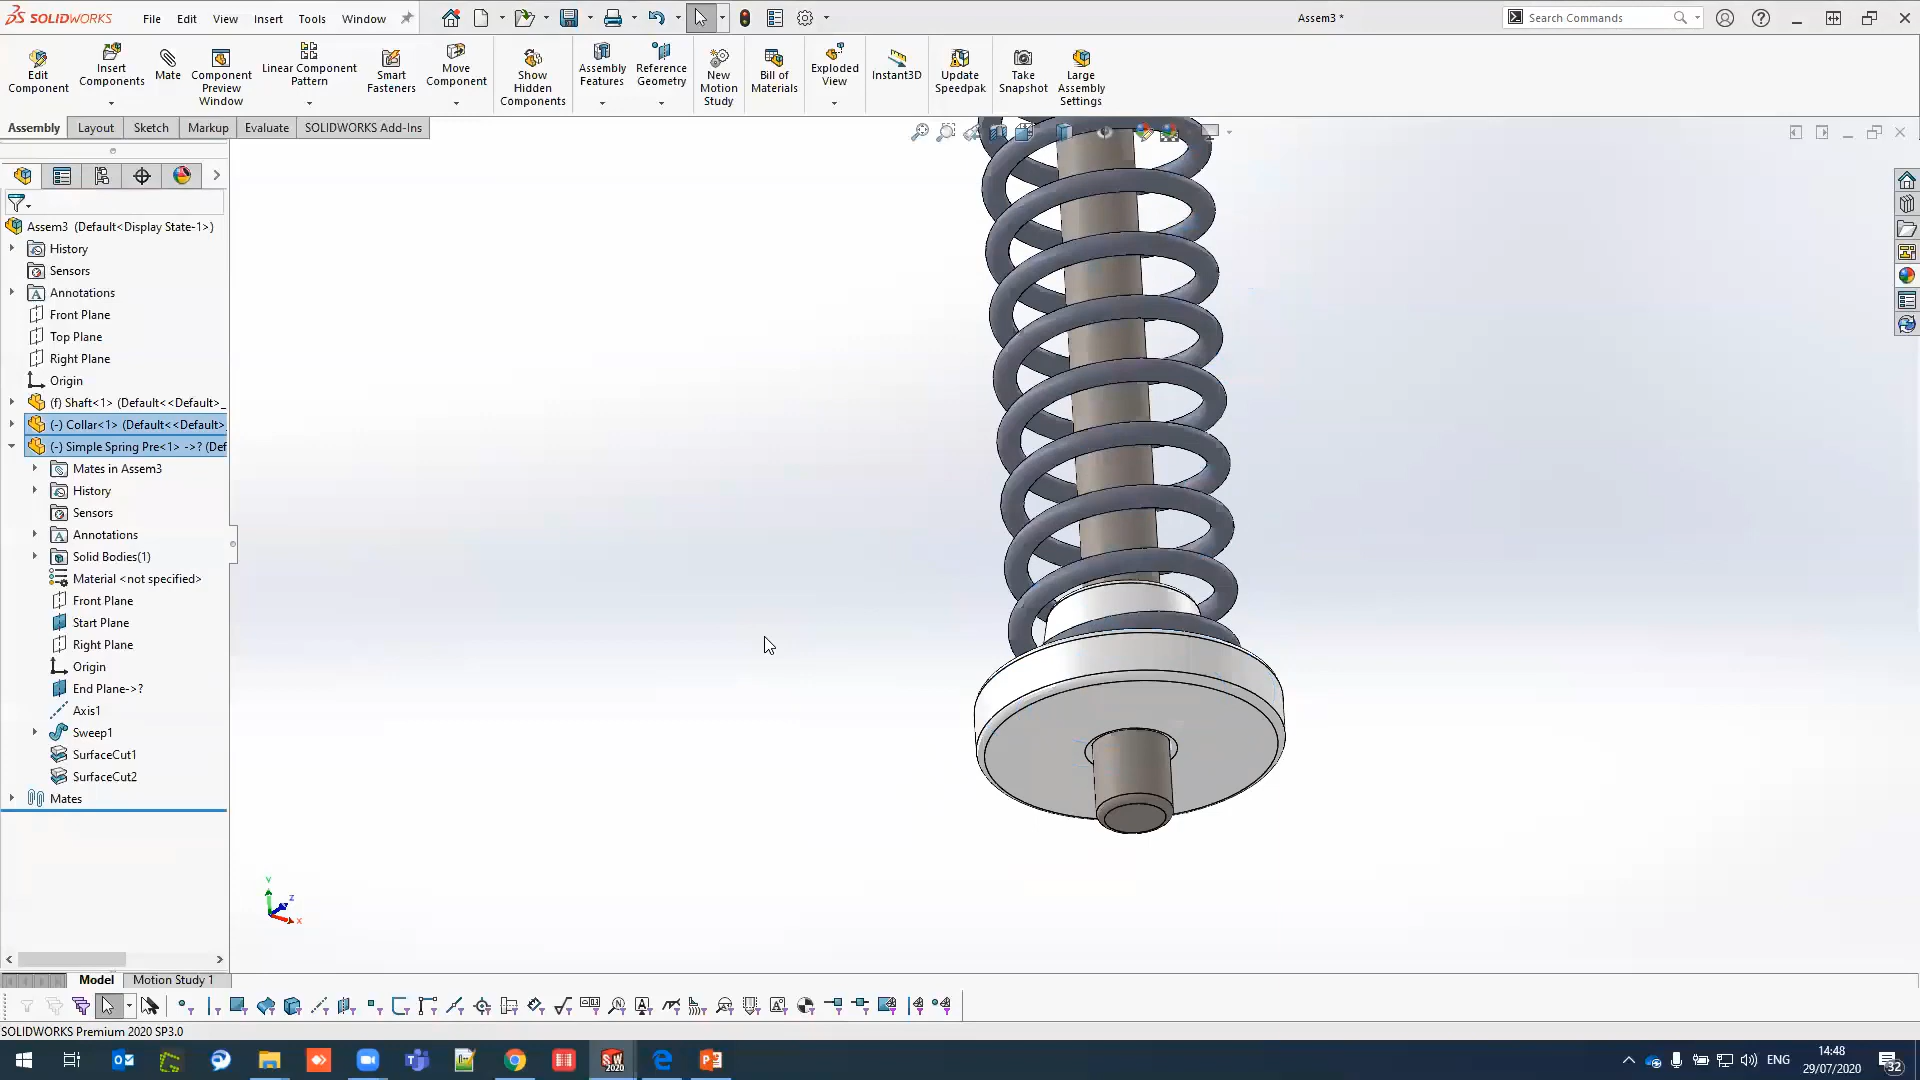 SOLIDWORKS File Edit View Insert Tools Window Assem3 * Search Commands
Edit Component
Insert Components
Mate
Component Preview Window
Linear Component Pattern
Smart Fasteners
Move Component
Show Hidden Components
Assembly Features
Reference Geometry
New Motion Study
Bill of Materials
Exploded View
Instant3D
Update Speedpak
Take Snapshot
Large Assembly Settings
Assembly Layout Sketch Markup Evaluate SOLIDWORKS Add-Ins
Assem3 (Default<Display State-1>)
History
Sensors
Annotations
Front Plane
Top Plane
Right Plane
Origin
(f) Shaft<1> (Default<<Default>_
(-) Collar<1> (Default<<Default>
(-) Simple Spring Pre<1> ->? (Def
Mates in Assem3
History
Sensors
Annotations
Solid Bodies(1)
Material <not specified>
Front Plane
Start Plane
Right Plane
Origin
End Plane->?
Axis1
Sweep1
SurfaceCut1
SurfaceCut2
Mates
Y
Z
X
Model Motion Study 1
SOLIDWORKS Premium 2020 SP3.0
SW 2020
ENG
14:48
29/07/2020
32